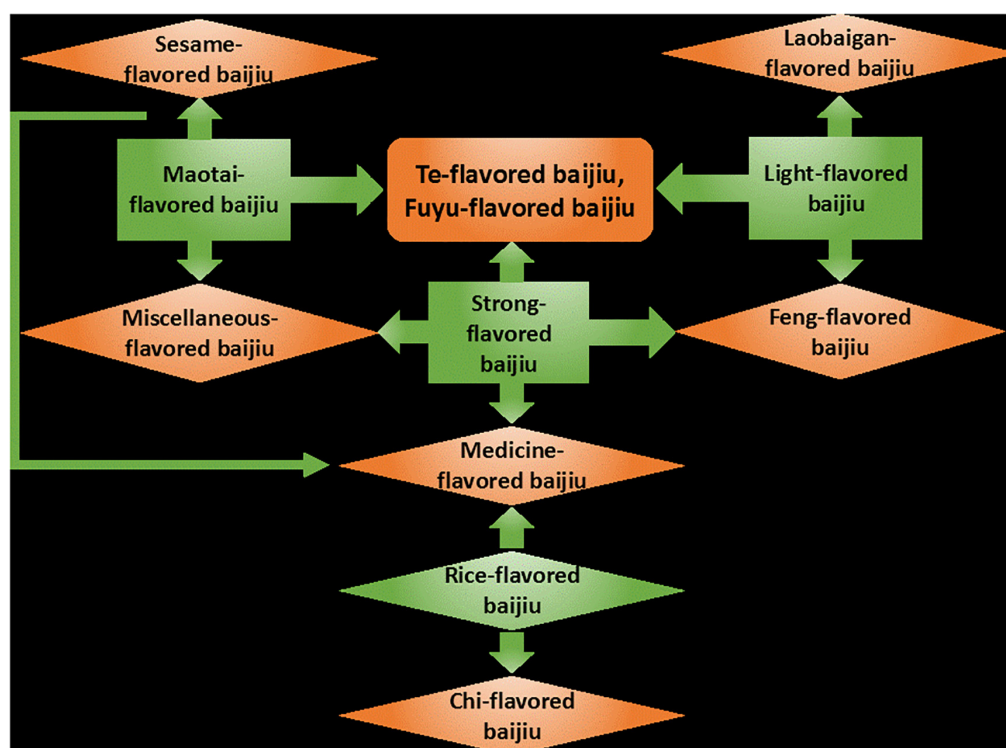 Sesame-
flavored baijiu
Laobaigan-
flavored baijiu
Maotai-
flavored baijiu
Te-flavored baijiu,
Fuyu-flavored baijiu
Light-flavored
baijiu
Miscellaneous-
flavored baijiu
Strong-
flavored
baijiu
Feng-flavored
baijiu
Medicine-
flavored baijiu
Rice-flavored
baijiu
Chi-flavored
baijiu